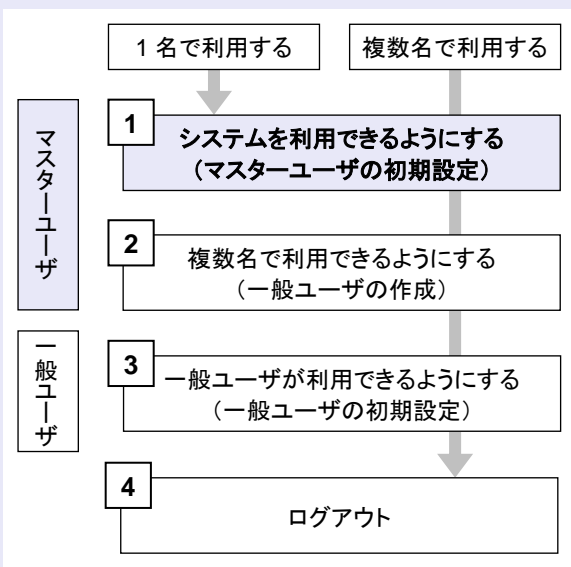 1 名で利用する
複数名で利用する
マスターユーザ
1
システムを利用できるようにする
（マスターユーザの初期設定）
2
複数名で利用できるようにする
（一般ユーザの作成）
一般ユーザ
3
一般ユーザが利用できるようにする
（一般ユーザの初期設定）
4
ログアウト